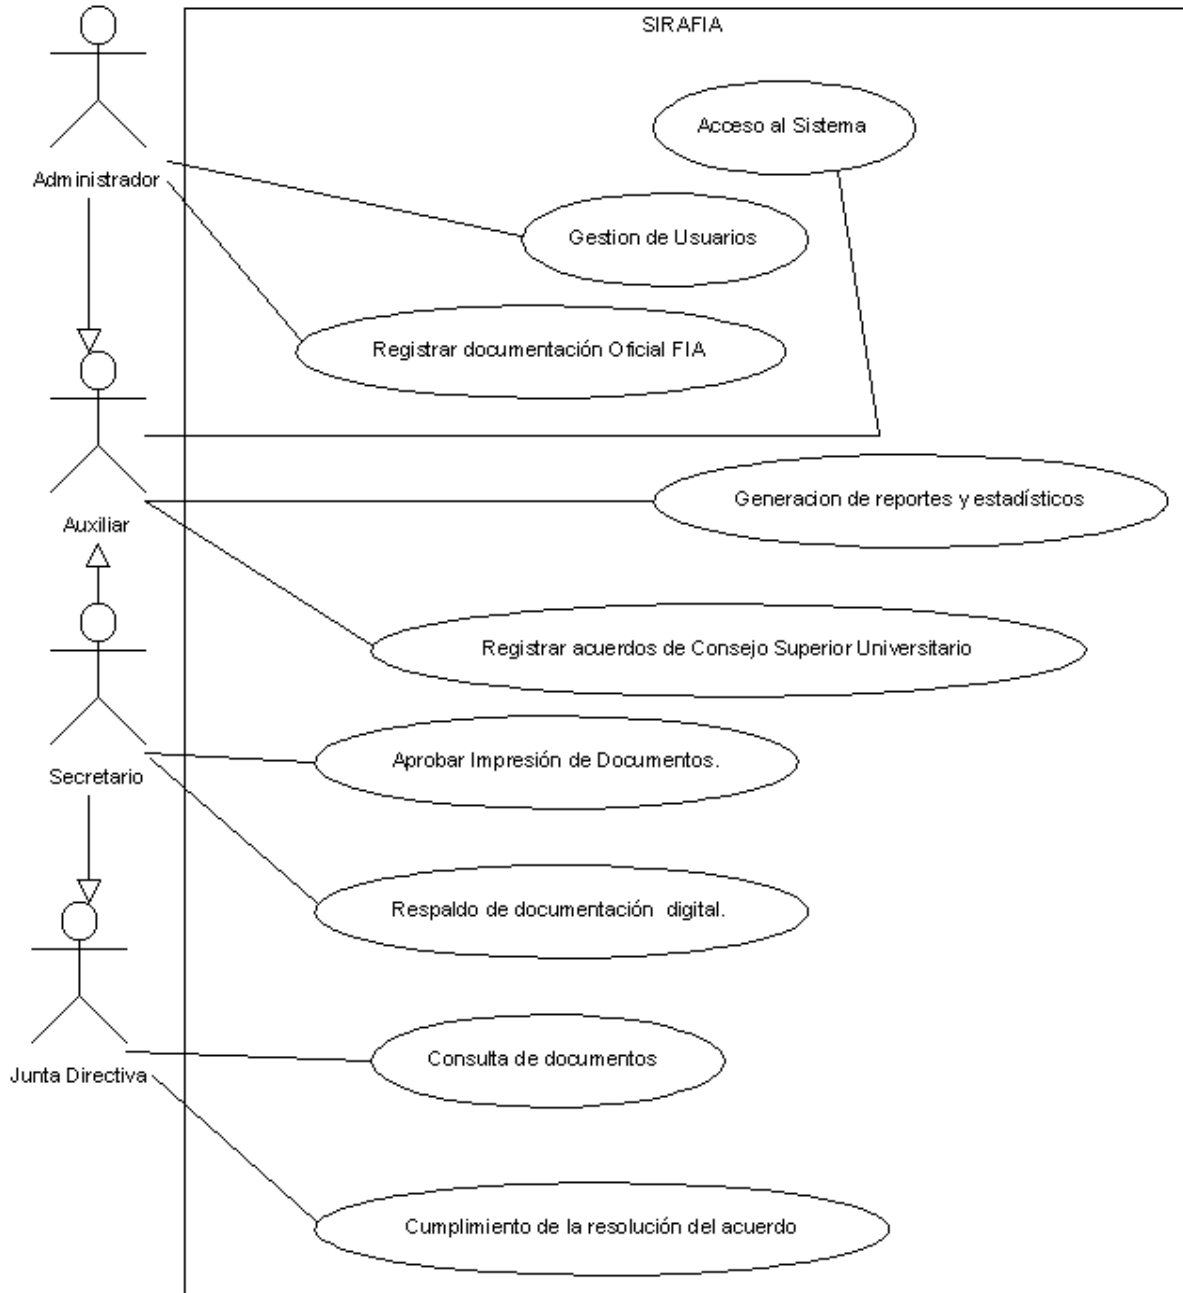 SIRAFIA
Acceso al Sistema
Administrador
Gestion de Usuarios
Registrar documentación Oficial FIA
Generacion de reportes y estadísticos
Auxiliar
Registrar acuerdos de Consejo Superior Universitario
Aprobar Impresión de Documentos.
Secretario
Respaldo de documentación digital.
Consulta de documentos
Junta Directiva
Cumplimiento de la resolución del acuerdo